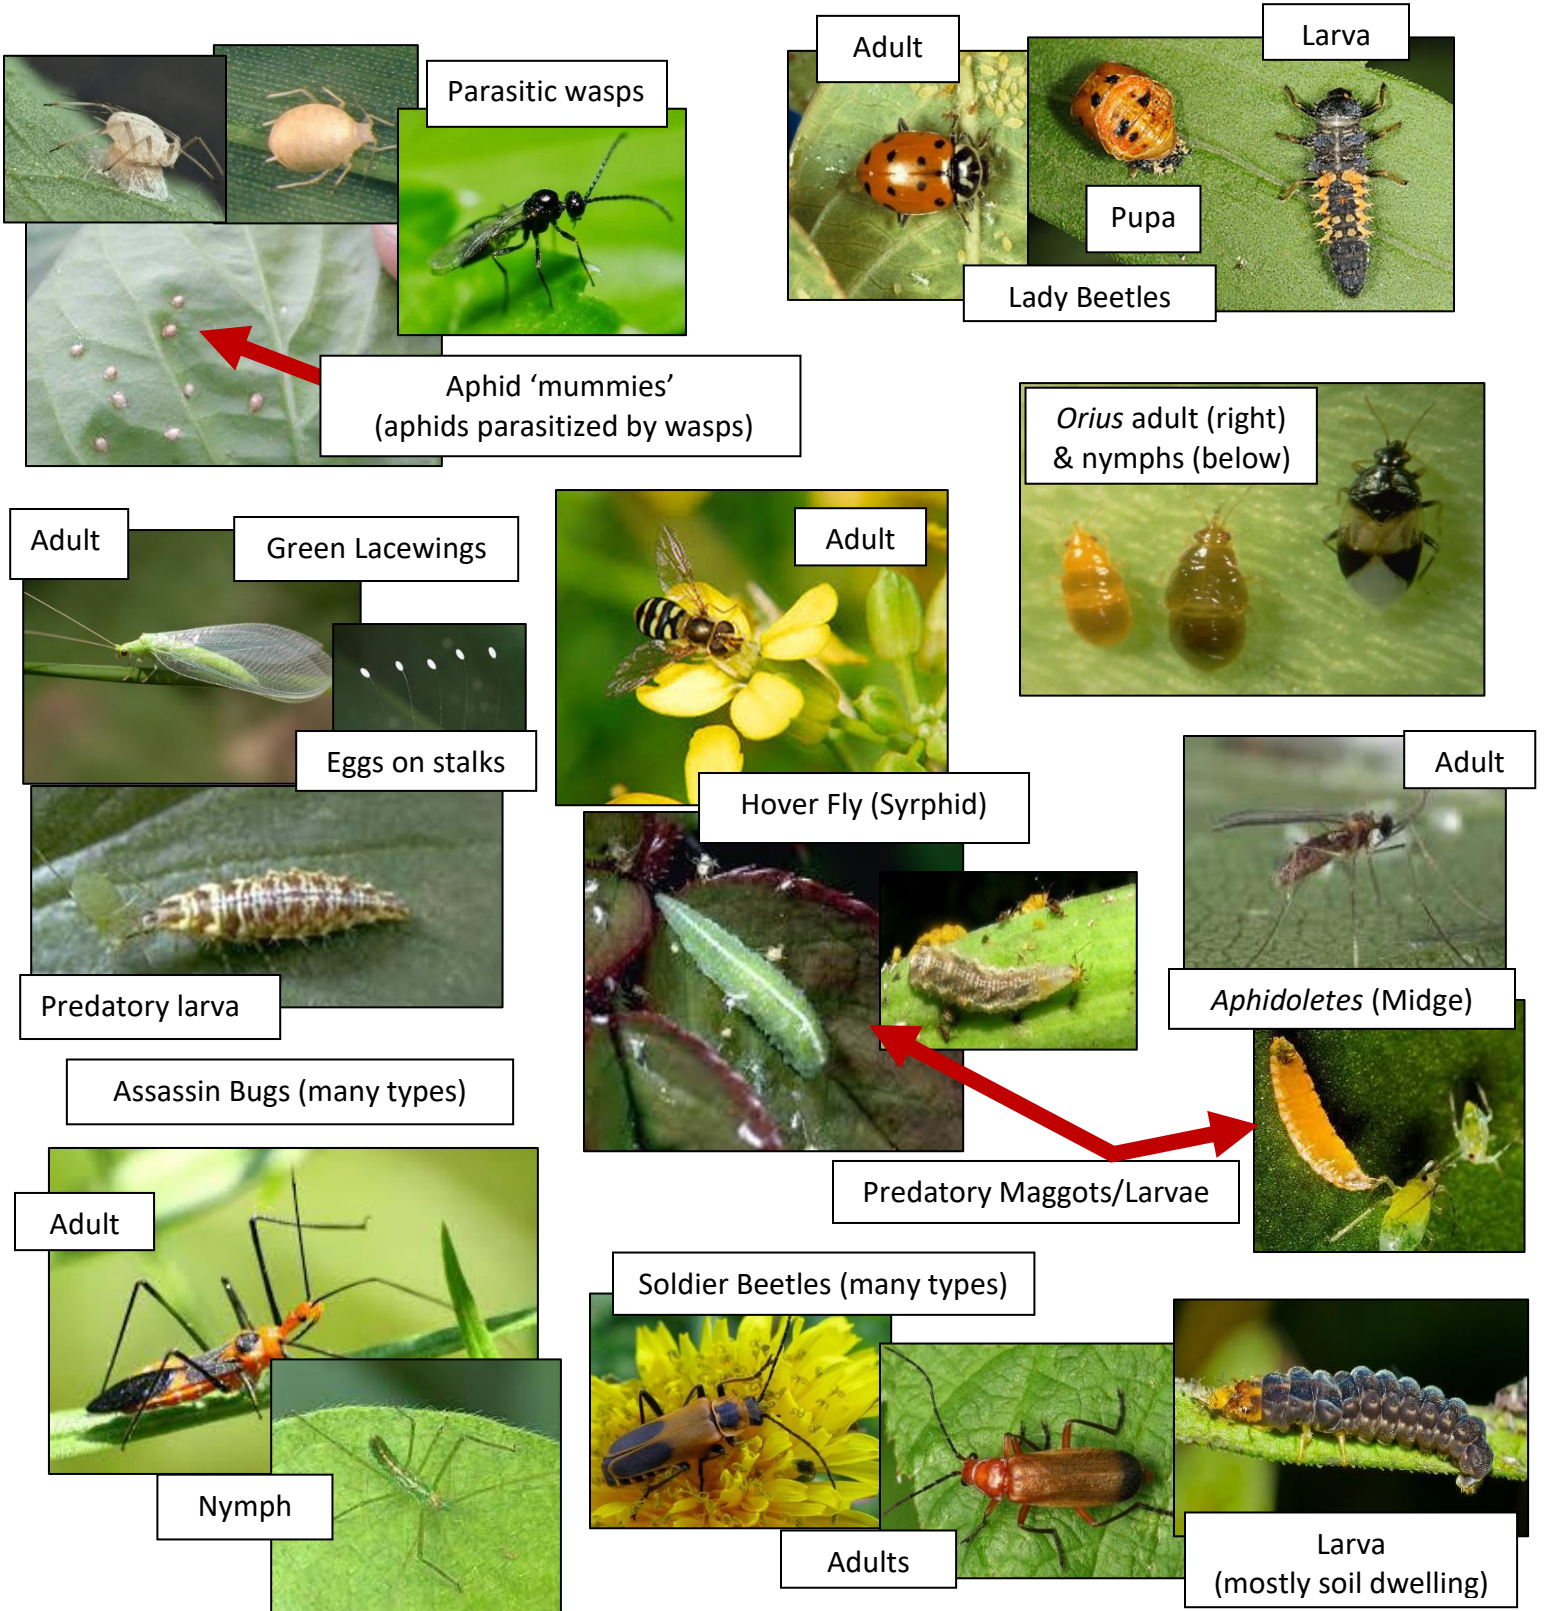 Parasitic wasps
Aphid ‘mummies’
(aphids parasitized by wasps)
Adult
Larva
Pupa
Lady Beetles
Orius adult (right)
& nymphs (below)
Adult
Green Lacewings
Eggs on stalks
Predatory larva
Adult
Hover Fly (Syrphid)
Adult
Aphidoletes (Midge)
Predatory Maggots/Larvae
Assassin Bugs (many types)
Adult
Nymph
Soldier Beetles (many types)
Adults
Larva
(mostly soil dwelling)